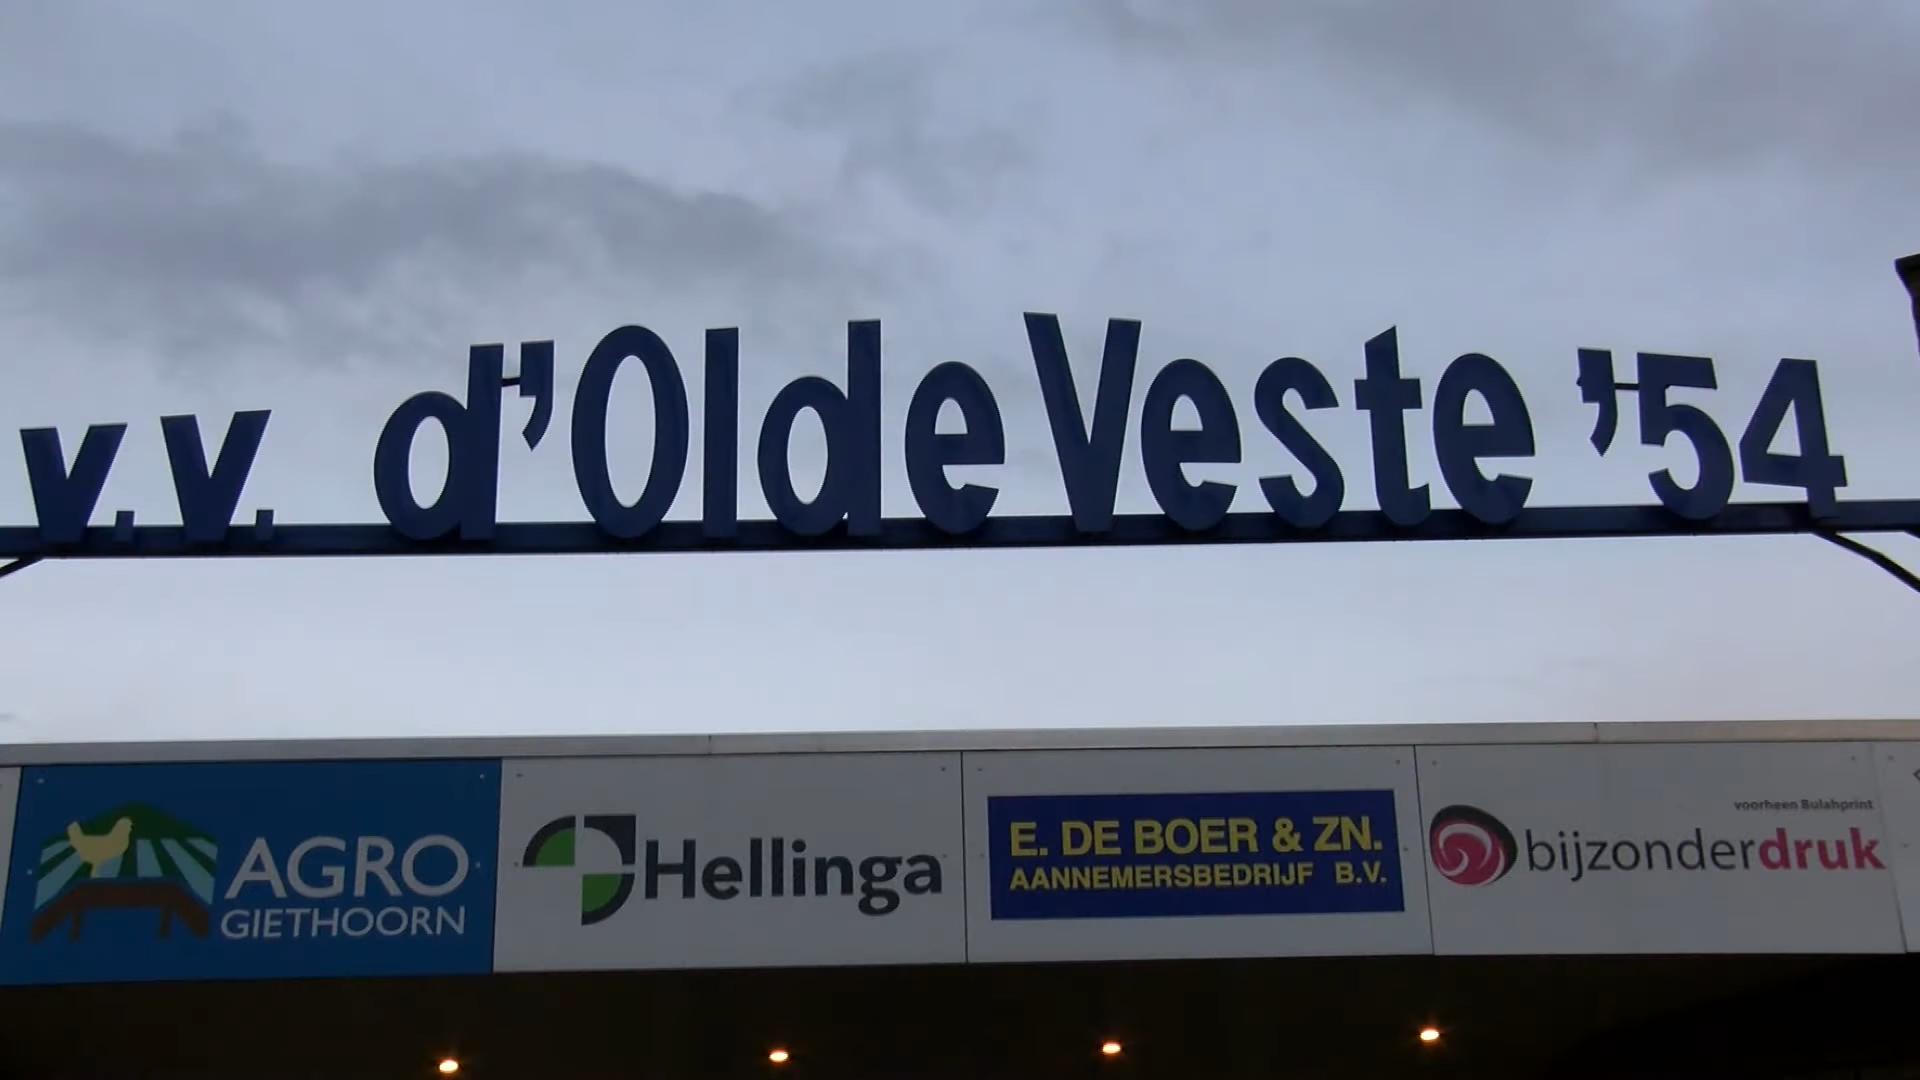 v.v. d'Olde Veste '54
AGRO
GIETHOORN
Hellinga
E. DE BOER & ZN.
AANNEMERSBEDRIJF B.V.
voorheen Bulahprint
bijzonderdruk